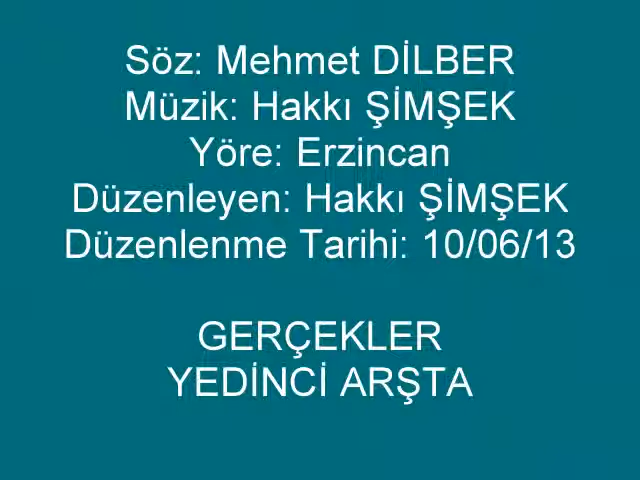 Söz: Mehmet DİLBER
Müzik: Hakkı ŞİMŞEK
Yöre: Erzincan
Düzenleyen: Hakkı ŞİMŞEK
Düzenlenme Tarihi: 10/06/13
GERÇEKLER
YEDİNCİ ARŞTA